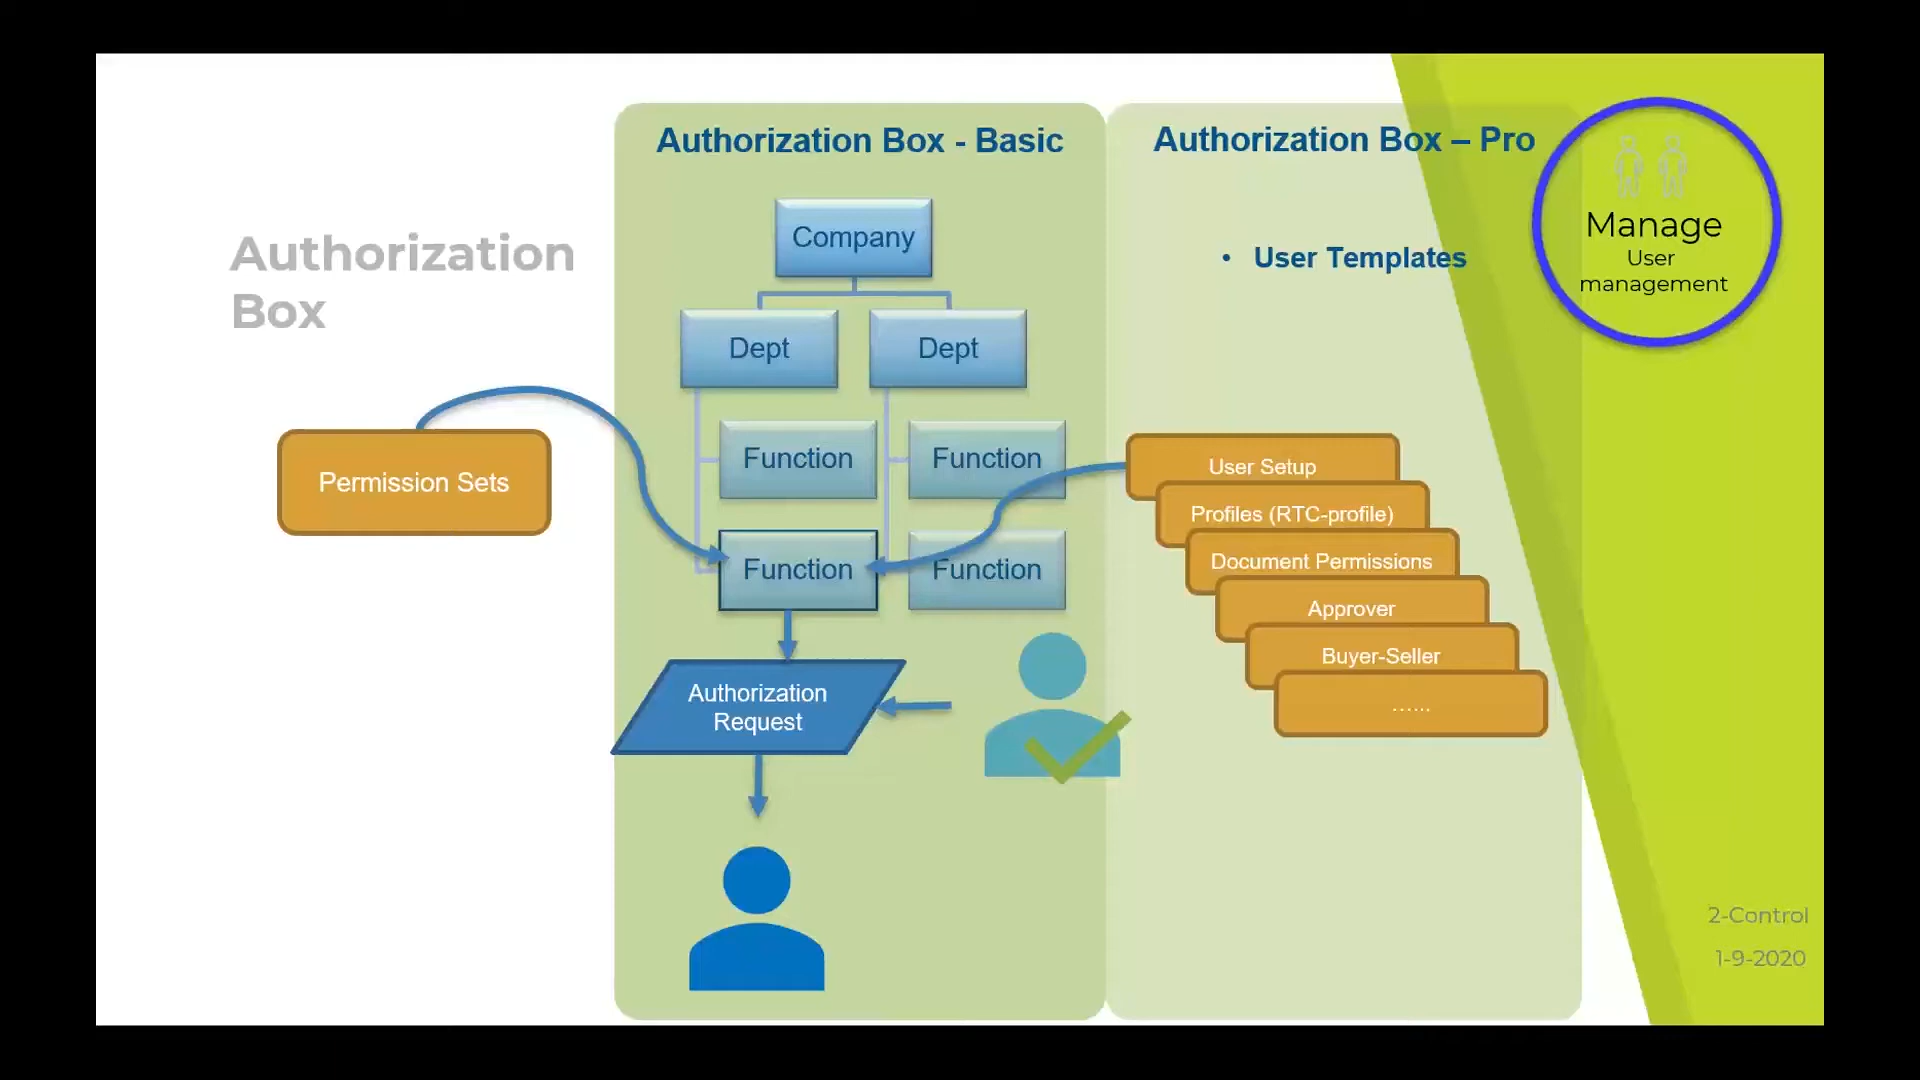 Authorization
Box
Permission Sets
Authorization Box - Basic
Company
Dept
Dept
Function
Function
Function
Function
Authorization
Request
Authorization Box – Pro
• User Templates
User Setup
Profiles (RTC-profile)
Document Permissions
Approver
Buyer-Seller
......
Manage
User
management
2-Control
1-9-2020